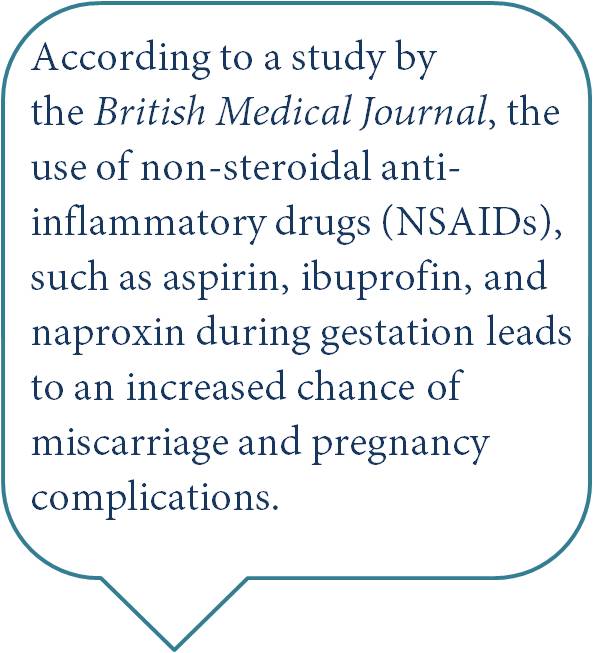 According to a study by
the British Medical Journal, the
use of non-steroidal anti-
inflammatory drugs (NSAIDs),
such as aspirin, ibuprofin, and
naproxin during gestation leads
to an increased chance of
miscarriage and pregnancy
complications.